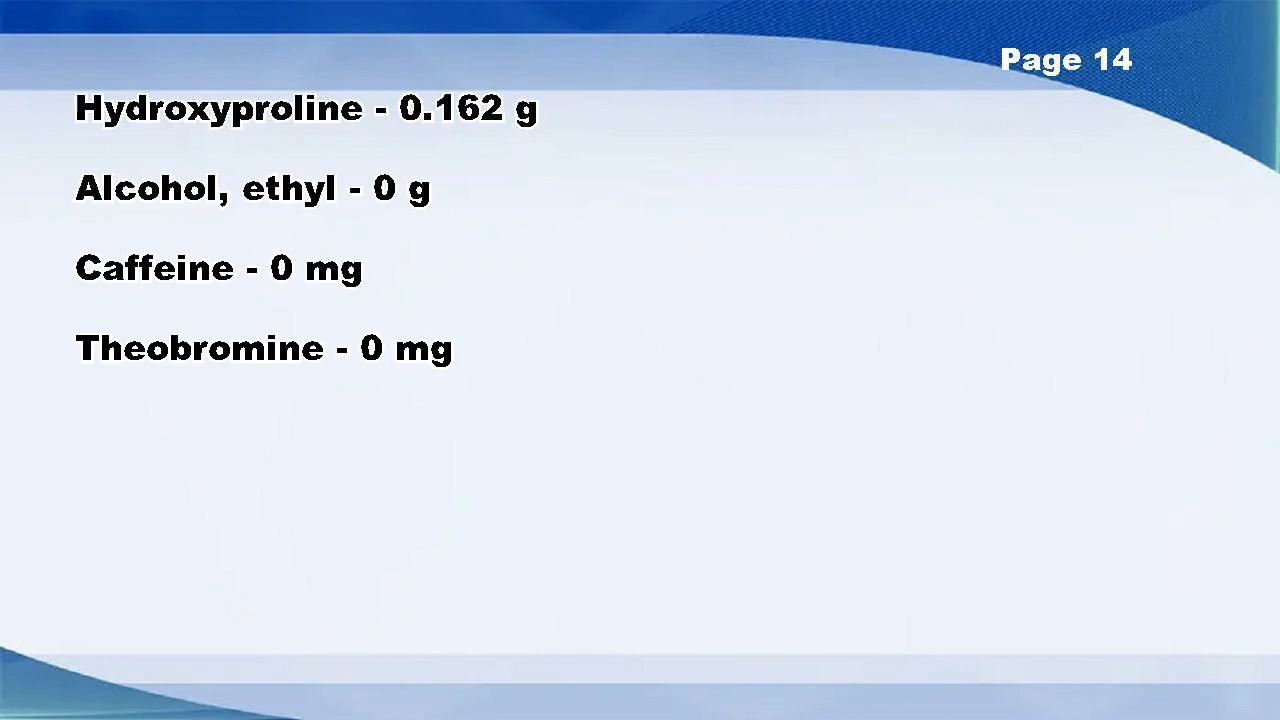 Page 14
Hydroxyproline - 0.162 g
Alcohol, ethyl - 0 g
Caffeine - 0 mg
Theobromine - 0 mg